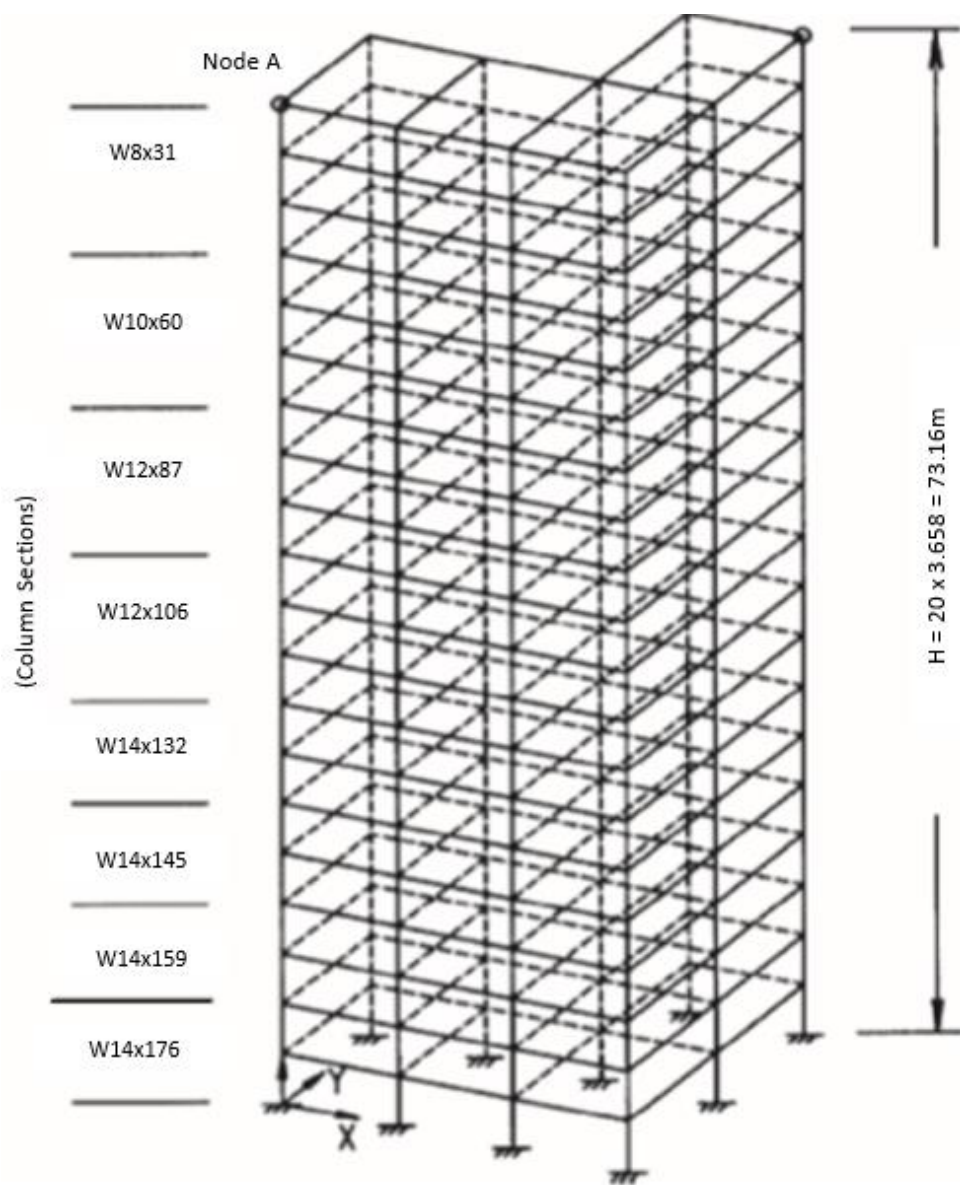 Node A
W8x31
W10x60
W12x87
W12x106
W14x132
W14x145
W14x159
W14x176
(Column Sections)
H = 20 x 3.658 = 73.16m
Y
X